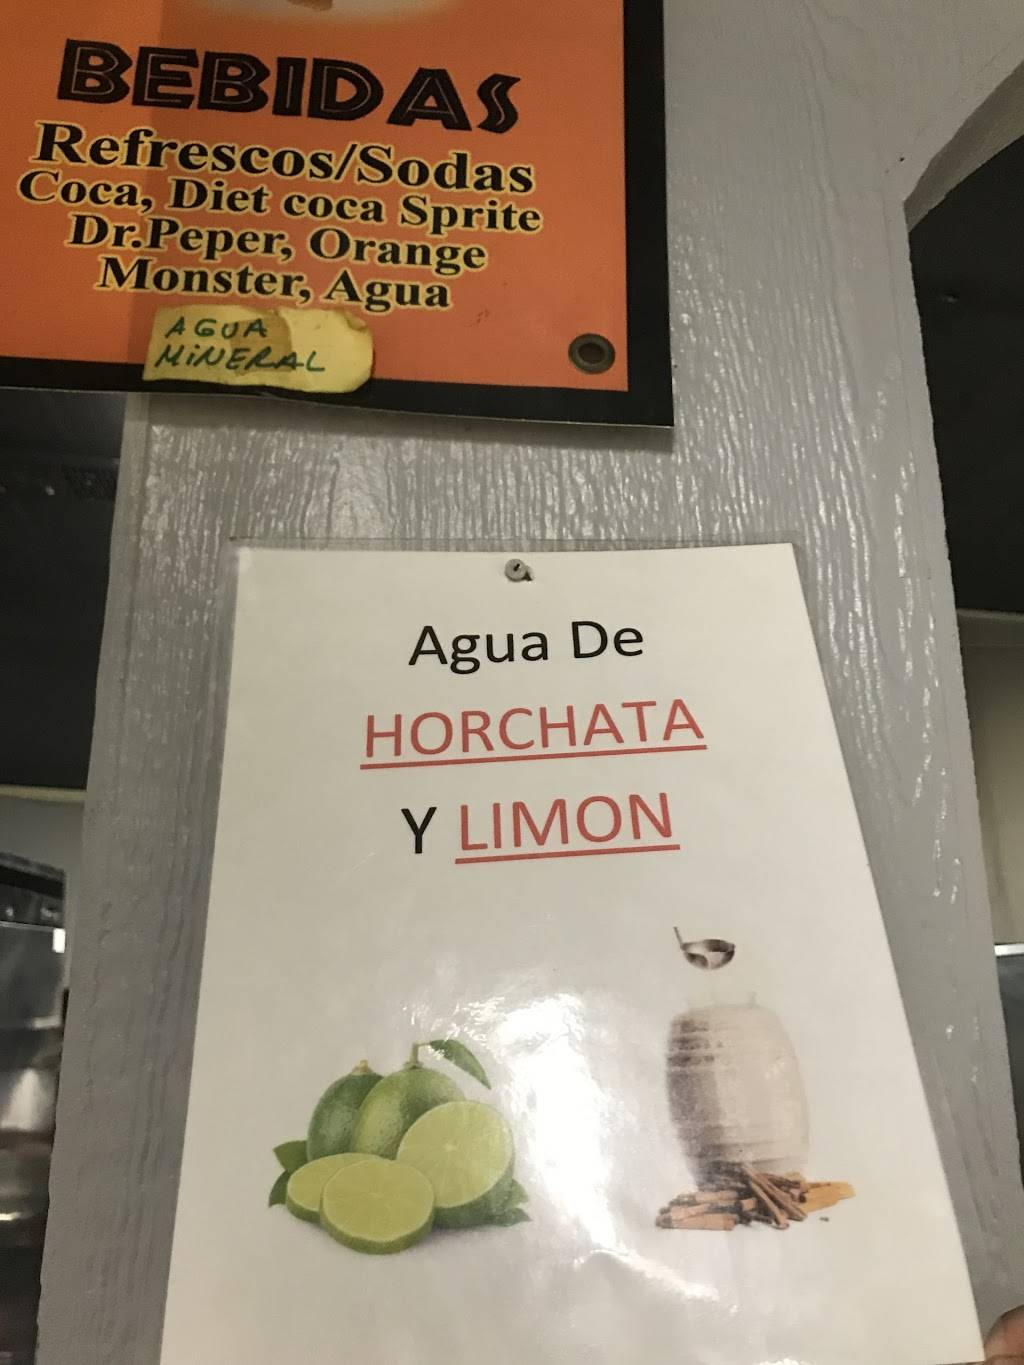 BEBIDAS
Refrescos/Sodas
Coca, Diet coca Sprite
Dr.Peper, Orange
Monster, Agua
AGUA
MiNERAL
Agua De
HORCHATA
Y LIMON